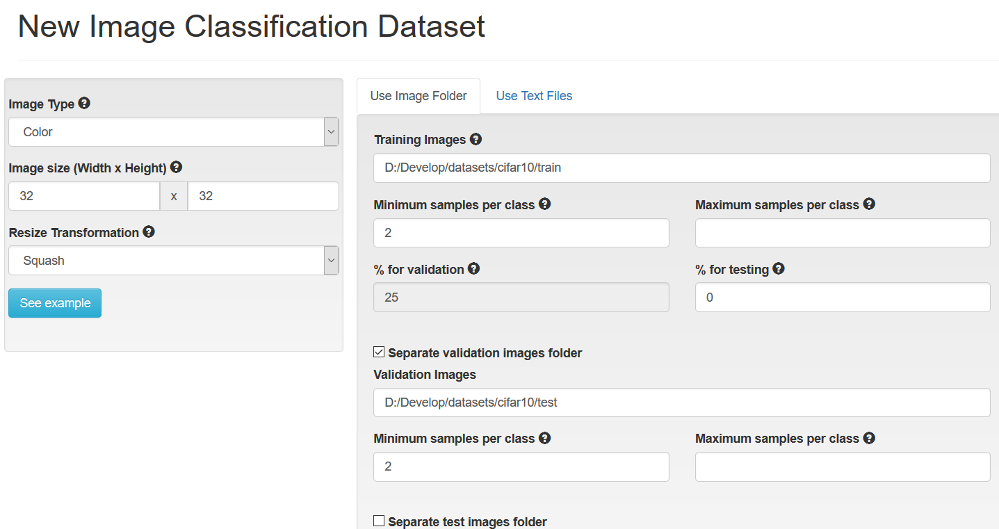 New Image Classification Dataset
Image Type
Color
Image size (Width x Height)
32 x 32
Resize Transformation
Squash
See example
Use Image Folder Use Text Files
Training Images
D:/Develop/datasets/cifar10/train
Minimum samples per class Maximum samples per class
2
% for validation % for testing
25 0
Separate validation images folder
Validation Images
D:/Develop/datasets/cifar10/test
Minimum samples per class Maximum samples per class
2
Separate test images folder